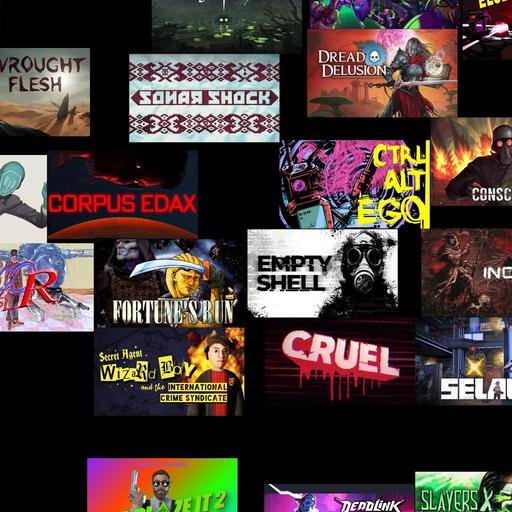 WROUGHT
FLESH
SONAR SHOCK
DREAD
DELUSION
CTRL
ALT
EGO
CORPUS EDAX
R
FORTUNE'S RUN
EMPTY
SHELL
Secret Agent
Wizard Boy
and the INTERNATIONAL
CRIME SYNDICATE
CRUEL
DEADLINK
SLAYERS X